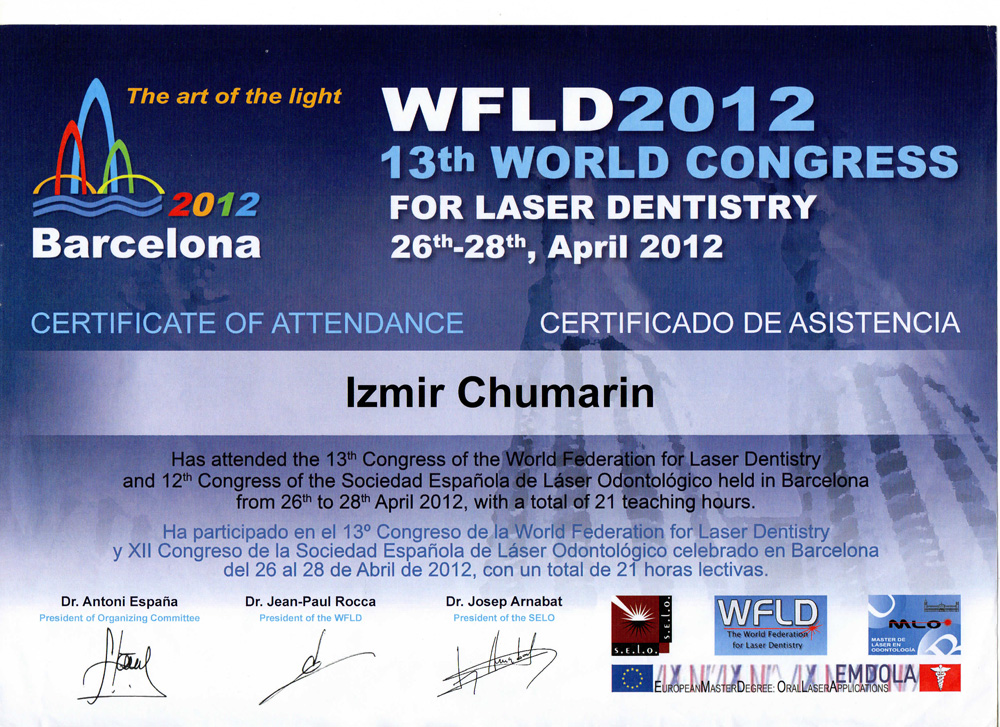 The art of the light
2012
Barcelona
WFLD2012
13th WORLD CONGRESS
FOR LASER DENTISTRY
26th-28th, April 2012
CERTIFICATE OF ATTENDANCE
CERTIFICADO DE ASISTENCIA
Izmir Chumarin
Has attended the 13th Congress of the World Federation for Laser Dentistry
and 12th Congress of the Sociedad Española de Láser Odontológico held in Barcelona
from 26th to 28th April 2012, with a total of 21 teaching hours.
Ha participado en el 13º Congreso de la World Federation for Laser Dentistry
y XII Congreso de la Sociedad Española de Láser Odontológico celebrado en Barcelona
del 26 al 28 de Abril de 2012, con un total de 21 horas lectivas.
Dr. Antoni España
President of Organizing Committee
Dr. Jean-Paul Rocca
President of the WFLD
Dr. Josep Arnabat
President of the SELO
s.e.l.o.
s.e.l.o.
WFLD
The World Federation
for Laser Dentistry
MLO
MASTER DE
LÁSER EN
ODONTOLOGÍA
EMDOLA
EUROPEANMASTERDEGREE: ORALLASERAPPLICATIONS